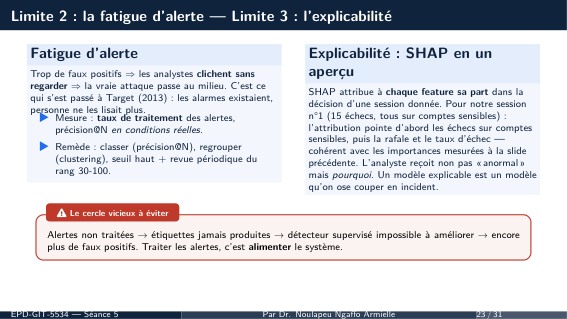 Limite 2 : la fatigue d'alerte — Limite 3 : l'explicabilité
Fatigue d'alerte
Trop de faux positifs ⇒ les analystes clichent sans
regarder ⇒ la vraie attaque passe au milieu. C'est ce
qui s'est passé à Target (2013) : les alarmes existaient,
personne ne les lisait plus.
Mesure : taux de traitement des alertes,
précision@N en conditions réelles.
Remède : classer (précision@N), regrouper
(clustering), seuil haut + revue périodique du
rang 30-100.
Explicabilité : SHAP en un
aperçu
SHAP attribue à chaque feature sa part dans la
décision d'une session donnée. Pour notre session
n°1 (15 échecs, tous sur comptes sensibles) :
l'attribution pointe d'abord les échecs sur comptes
sensibles, puis la rafale et le taux d'échec —
cohérent avec les importances mesurées à la slide
précédente. L'analyste reçoit non pas « anormal »
mais pourquoi. Un modèle explicable est un modèle
qu'on ose couper en incident.
Le cercle vicieux à éviter
Alertes non traitées → étiquettes jamais produites → détecteur supervisé impossible à améliorer → encore
plus de faux positifs. Traiter les alertes, c'est alimenter le système.
EPD-GIT-5534 — Séance 5
Par Dr. Noulapeu Ngaffo Armielle
23 / 31